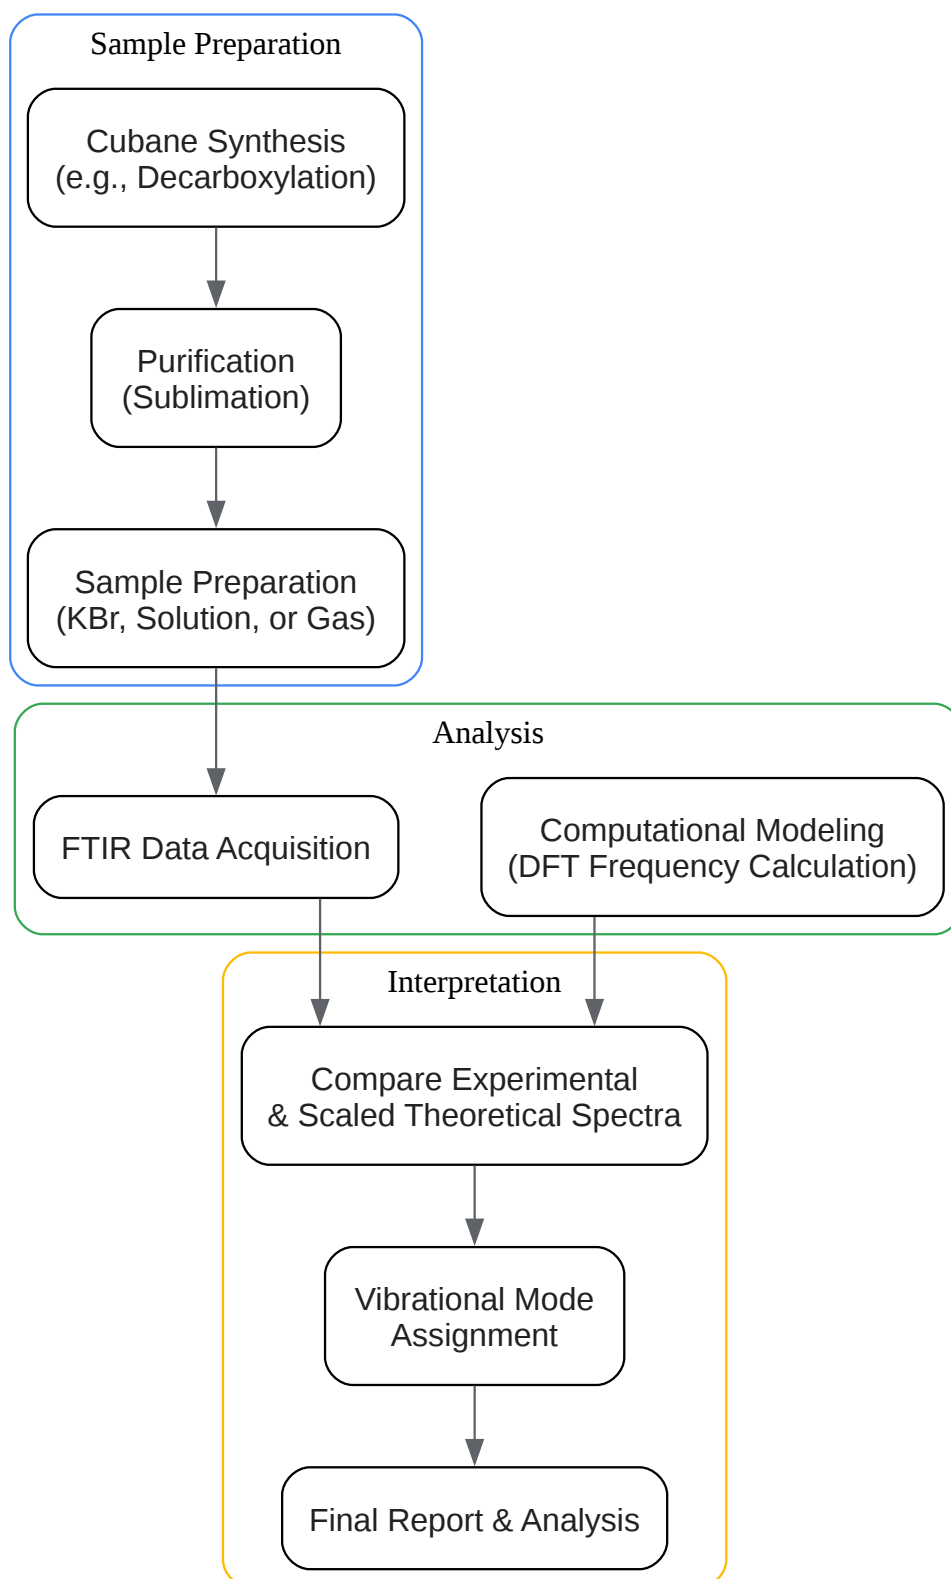 Sample Preparation
Cubane Synthesis
(e.g., Decarboxylation)
Purification
(Sublimation)
Sample Preparation
(KBr, Solution, or Gas)
Analysis
FTIR Data Acquisition
Computational Modeling
(DFT Frequency Calculation)
Interpretation
Compare Experimental
& Scaled Theoretical Spectra
Vibrational Mode
Assignment
Final Report & Analysis